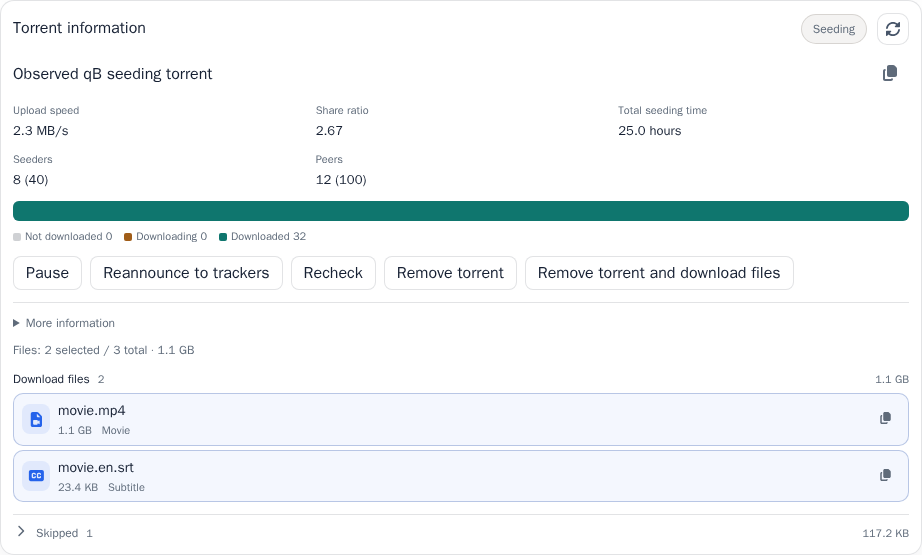 Torrent information
Seeding
Observed qB seeding torrent
Upload speed
Share ratio
Total seeding time
2.3 MB/s
2.67
25.0 hours
Seeders
Peers
8 (40)
12 (100)
Not downloaded 0
Downloading 0
Downloaded 32
Pause
Reannounce to trackers
Recheck
Remove torrent
Remove torrent and download files
More information
Files: 2 selected / 3 total · 1.1 GB
Download files 2
1.1 GB
movie.mp4
1.1 GB Movie
CC
movie.en.srt
23.4 KB Subtitle
Skipped 1
117.2 KB